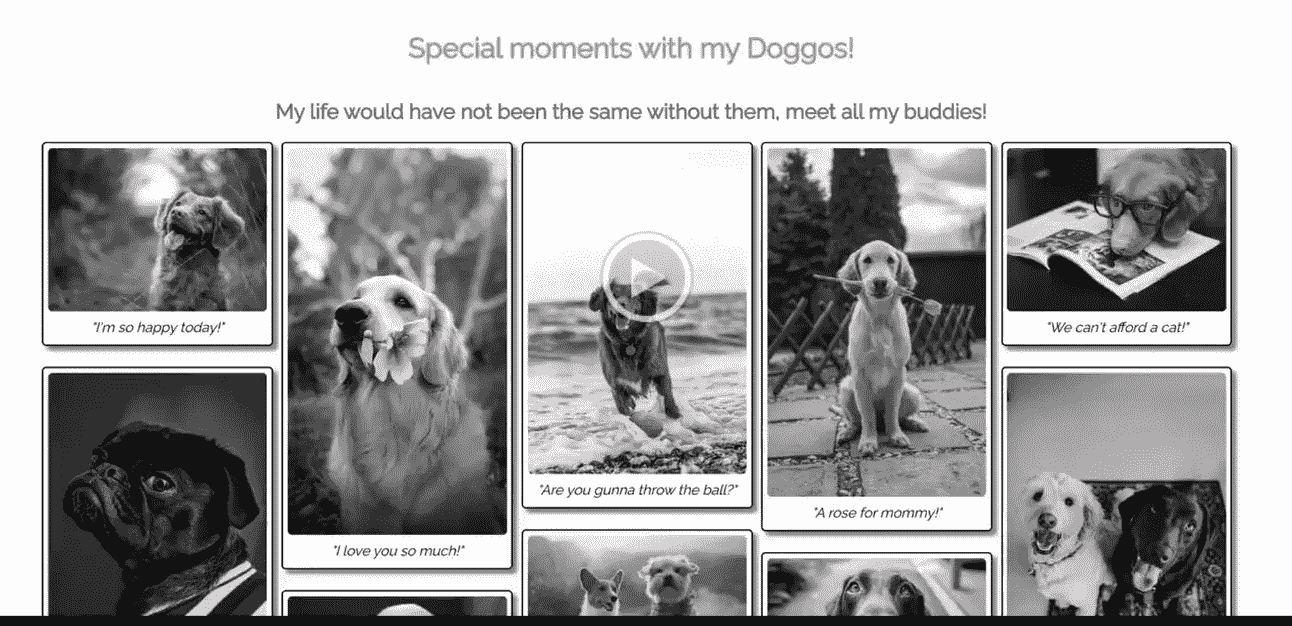 Special moments with my Doggos!
My life would have not been the same without them, meet all my buddies!
"I'm so happy today!"
"I love you so much!"
"Are you gunna throw the ball?"
"A rose for mommy!"
"We can't afford a cat!"